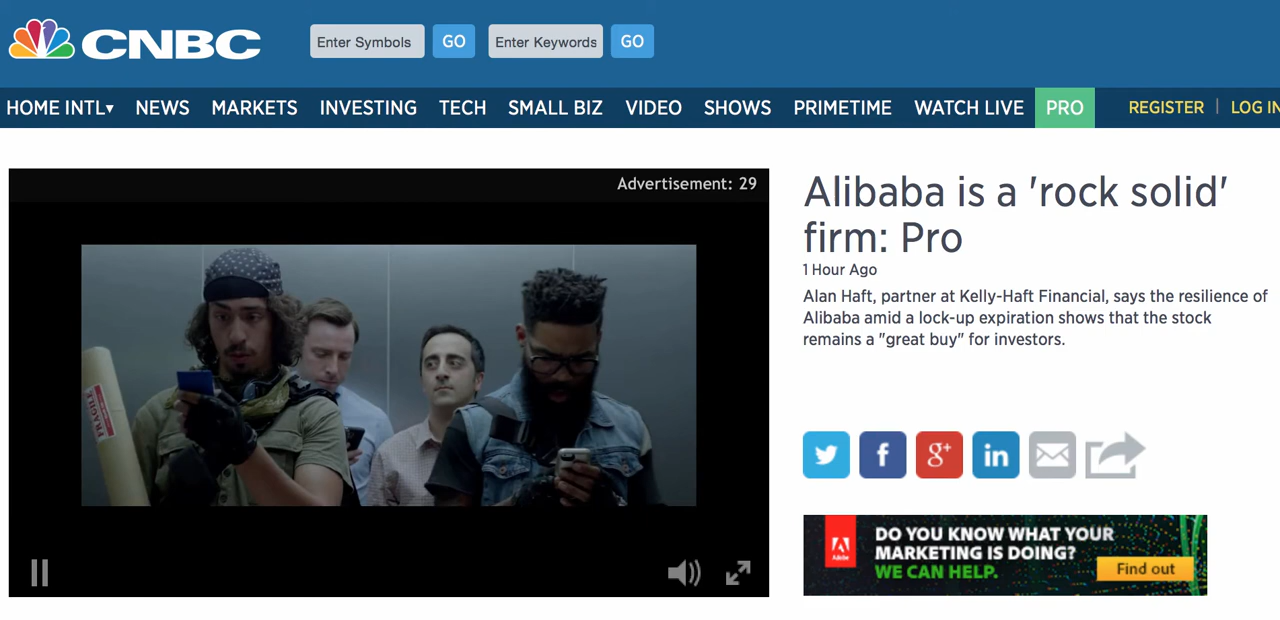 CNBC
Enter Symbols GO Enter Keywords GO
HOME INTL▾ NEWS MARKETS INVESTING TECH SMALL BIZ VIDEO SHOWS PRIMETIME WATCH LIVE PRO REGISTER | LOG IN
Advertisement: 29
FRAGILE
Alibaba is a 'rock solid'
firm: Pro
1 Hour Ago
Alan Haft, partner at Kelly-Haft Financial, says the resilience of
Alibaba amid a lock-up expiration shows that the stock
remains a "great buy" for investors.
f g+ in
Adobe
DO YOU KNOW WHAT YOUR
MARKETING IS DOING?
WE CAN HELP.
Find out